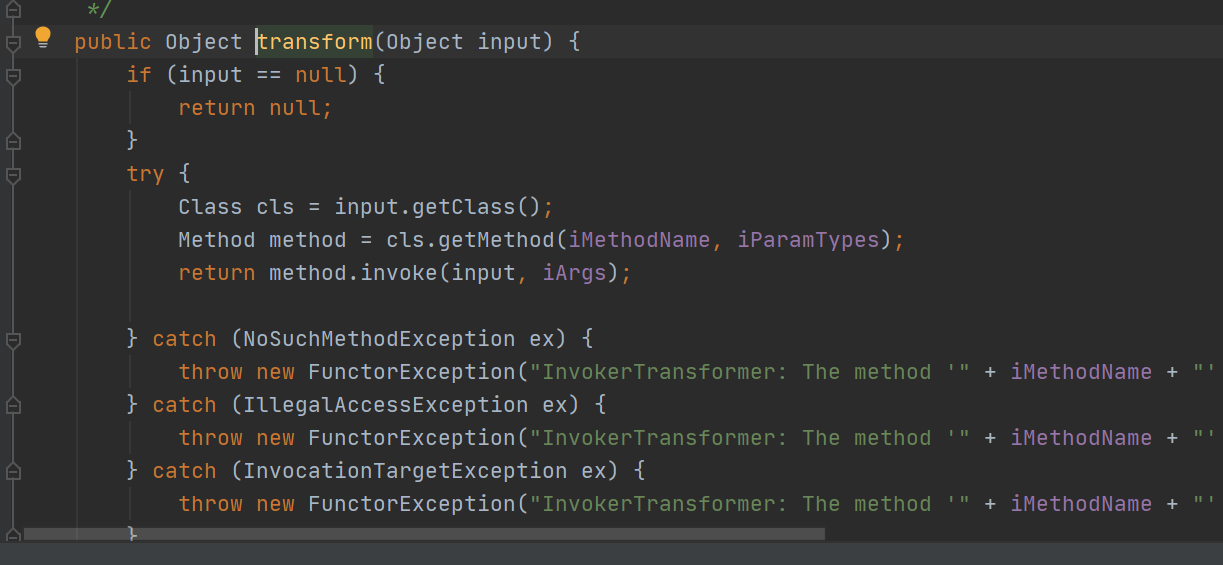 */
public Object transform(Object input) {
if (input == null) {
return null;
}
try {
Class cls = input.getClass();
Method method = cls.getMethod(iMethodName, iParamTypes);
return method.invoke(input, iArgs);
} catch (NoSuchMethodException ex) {
throw new FunctorException("InvokerTransformer: The method '" + iMethodName + "'
} catch (IllegalAccessException ex) {
throw new FunctorException("InvokerTransformer: The method '" + iMethodName + "'
} catch (InvocationTargetException ex) {
throw new FunctorException("InvokerTransformer: The method '" + iMethodName + "'
}